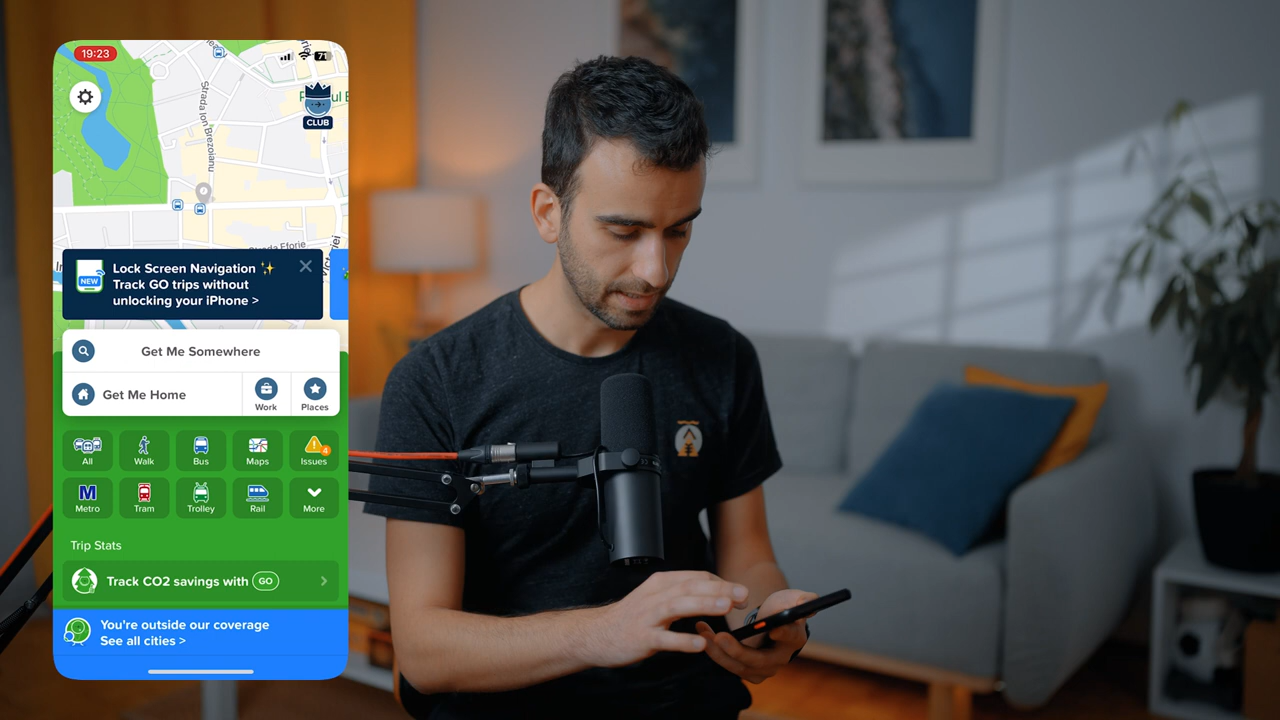 19:23
Strada Ion Brezoianu
CLUB
Lock Screen Navigation ✨
Track GO trips without
unlocking your iPhone >
NEW
Get Me Somewhere
Get Me Home
Work
Places
All
Walk
Bus
Maps
Issues
4
Metro
Tram
Trolley
Rail
More
M
Trip Stats
Track CO2 savings with GO
You're outside our coverage
See all cities >